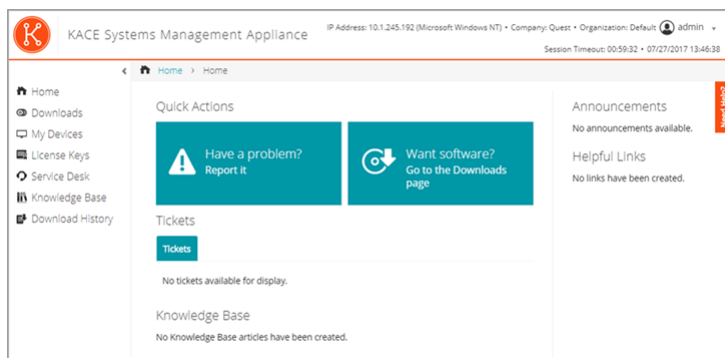 K
KACE Systems Management Appliance
IP Address: 10.1.245.192 (Microsoft Windows NT) • Company: Quest • Organization: Default admin
Session Timeout: 00:59:32 • 07/27/2017 13:46:38
Home › Home
Need Help?
Home
Downloads
My Devices
License Keys
Service Desk
Knowledge Base
Download History
Quick Actions
Have a problem?
Report it
Want software?
Go to the Downloads
page
Tickets
Tickets
No tickets available for display.
Knowledge Base
No Knowledge Base articles have been created.
Announcements
No announcements available.
Helpful Links
No links have been created.